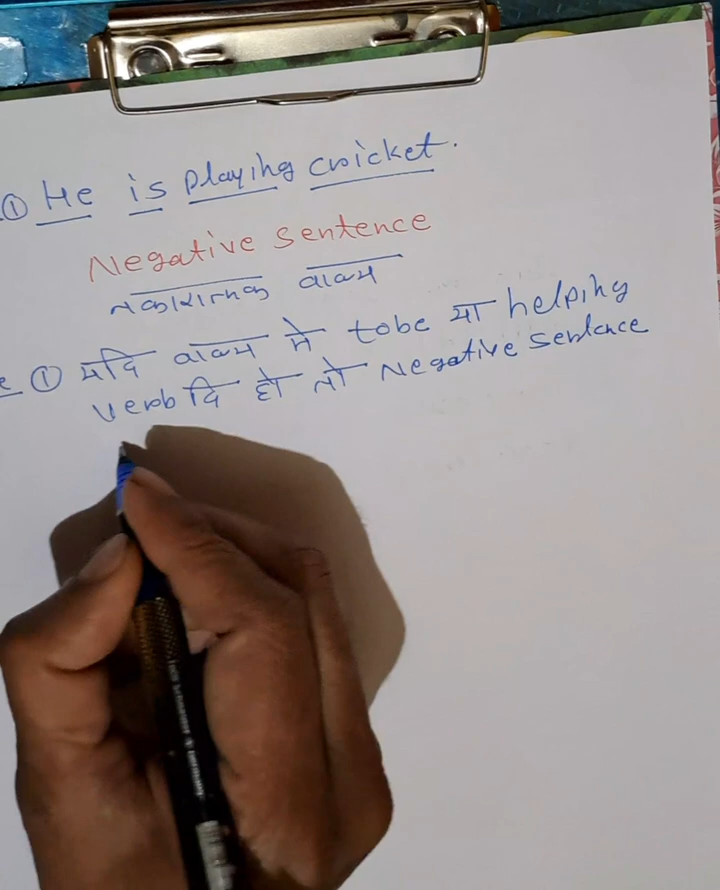 ① He is playing cricket.
Negative sentence
नकारात्मक वाक्य
e ① यदि वाक्य मे tobe या helping
verb दि हो तो Negative sentence